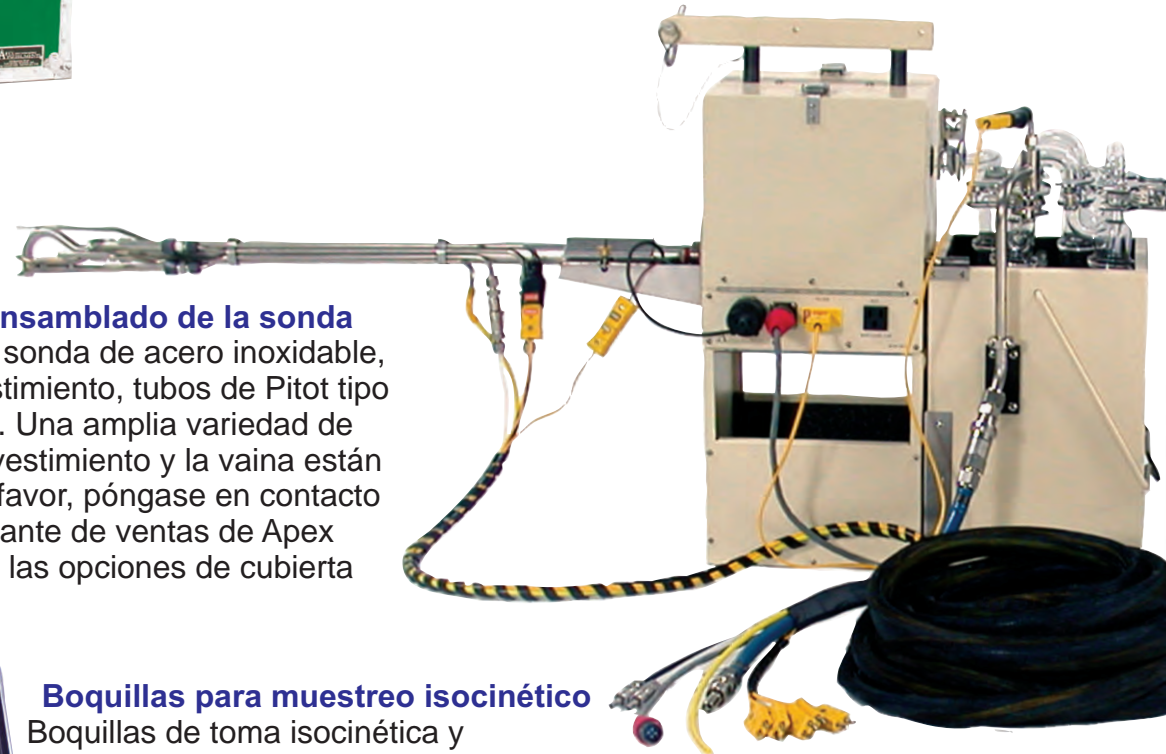 nsamblado de la sonda
sonda de acero inoxidable,
stimiento, tubos de Pitot tipo
. Una amplia variedad de
vestimiento y la vaina están
favor, póngase en contacto
ante de ventas de Apex
las opciones de cubierta
Boquillas para muestreo isocinético
Boquillas de toma isocinética y